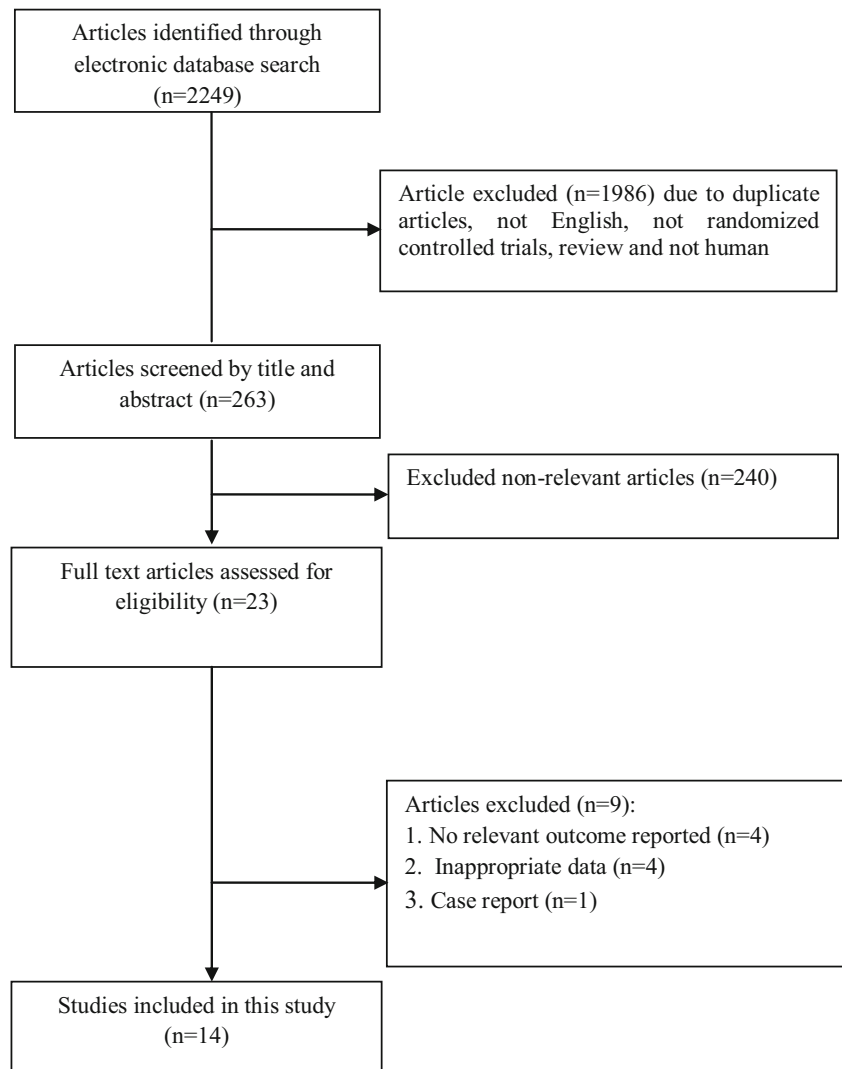 Articles identified through
electronic database search
(n=2249)
Article excluded (n=1986) due to duplicate
articles, not English, not randomized
controlled trials, review and not human
Articles screened by title and
abstract (n=263)
Excluded non-relevant articles (n=240)
Full text articles assessed for
eligibility (n=23)
Articles excluded (n=9):
1. No relevant outcome reported (n=4)
2. Inappropriate data (n=4)
3. Case report (n=1)
Studies included in this study
(n=14)